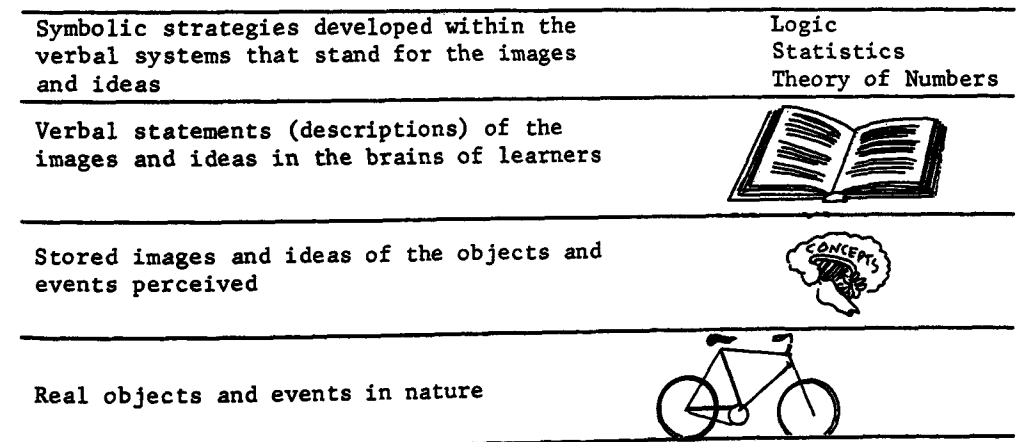 Symbolic strategies developed within the
verbal systems that stand for the images
and ideas
Logic
Statistics
Theory of Numbers
Verbal statements (descriptions) of the
images and ideas in the brains of learners
Stored images and ideas of the objects and
events perceived
CONCEPTS
Real objects and events in nature